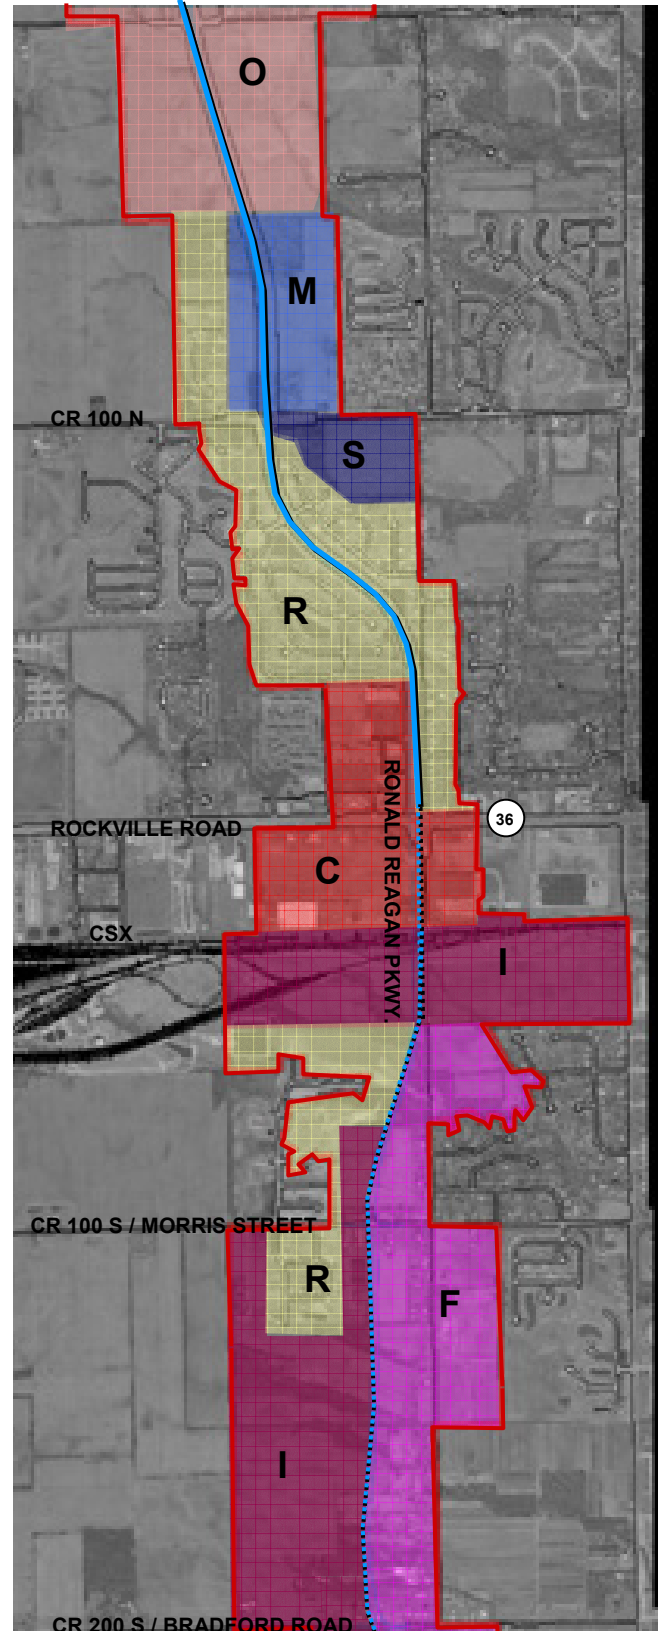 O
M
CR 100 N
S
R
RONALD REAGAN PKWY.
36
ROCKVILLE ROAD
C
CSX
I
CR 100 S / MORRIS STREET
R
F
I
CR 200 S / BRADFORD ROAD